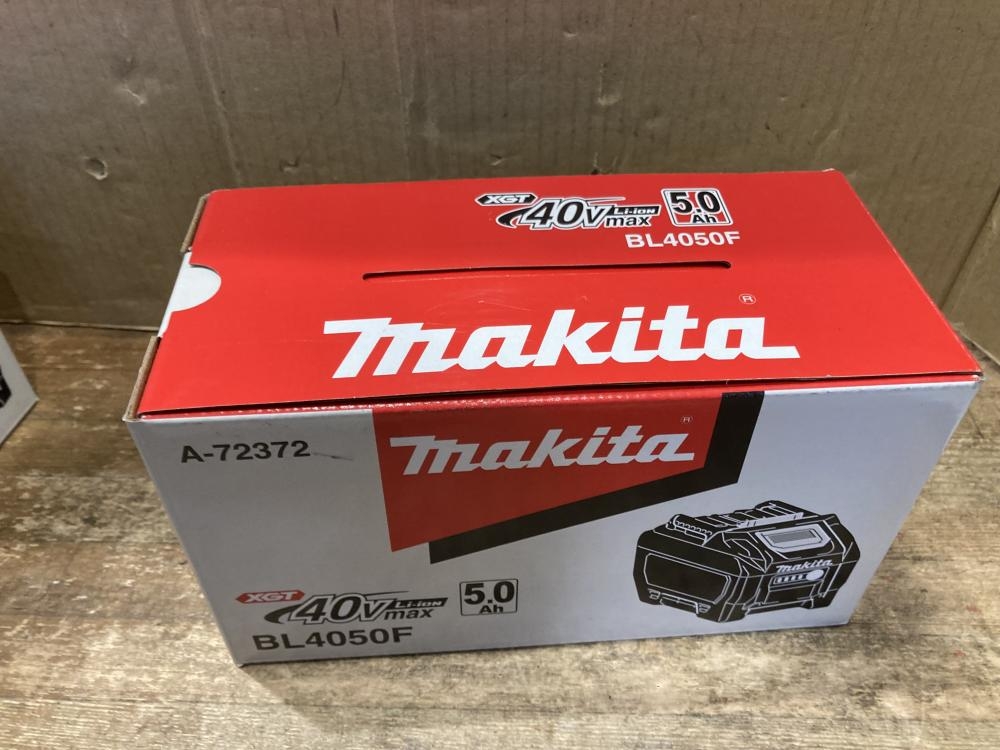 XGT
40Vmax Li-ion 5.0 Ah
BL4050F
makita®
A-72372
makita®
makita
XGT
40Vmax Li-ion 5.0 Ah
BL4050F